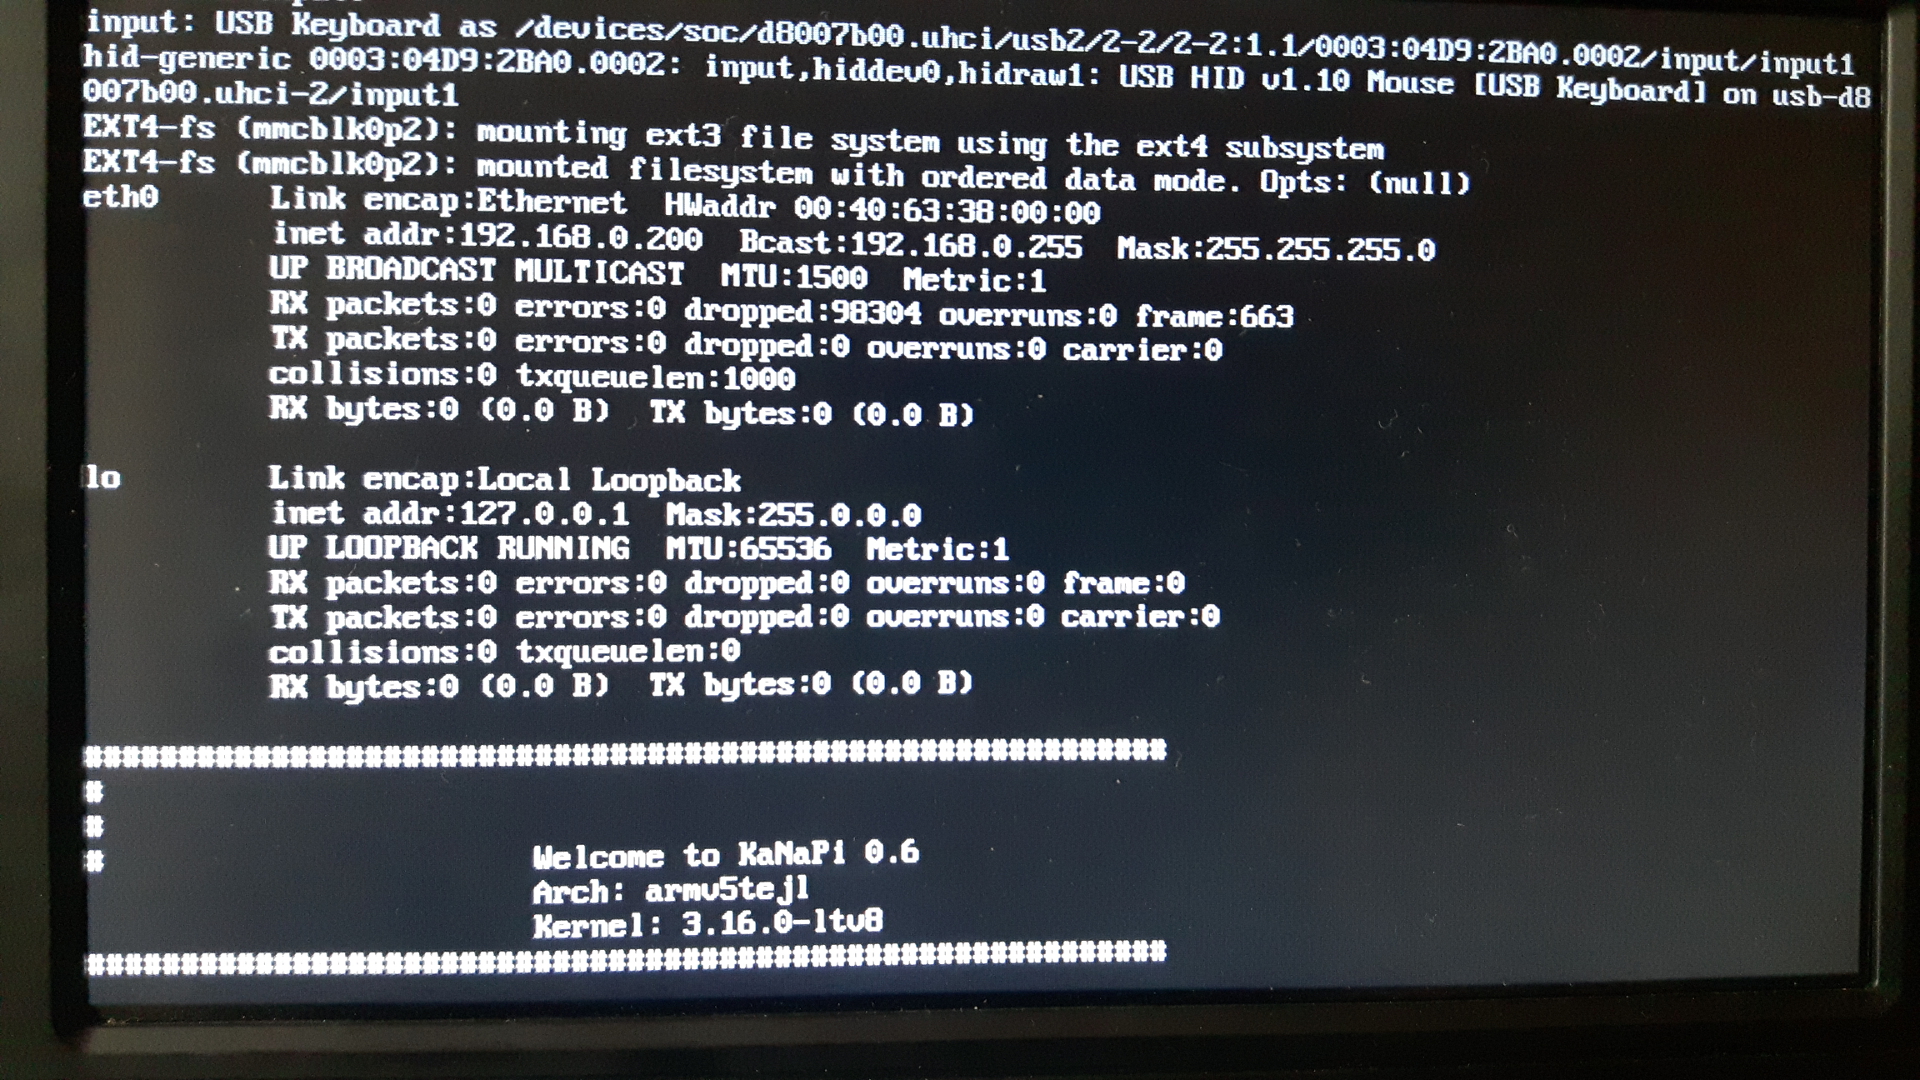 input: USB Keyboard as /devices/soc/d8007b00.uhci/usb2/2-2/2-2:1.1/0003:04D9:2BA0.0002/input/input1
hid-generic 0003:04D9:2BA0.0002: input,hiddev0,hidraw1: USB HID v1.10 Mouse [USB Keyboard] on usb-d8
007b00.uhci-2/input1
EXT4-fs (mmcblk0p2): mounting ext3 file system using the ext4 subsystem
EXT4-fs (mmcblk0p2): mounted filesystem with ordered data mode. Opts: (null)
eth0      Link encap:Ethernet  HWaddr 00:40:63:38:00:00
          inet addr:192.168.0.200  Bcast:192.168.0.255  Mask:255.255.255.0
          UP BROADCAST MULTICAST  MTU:1500  Metric:1
          RX packets:0 errors:0 dropped:98304 overruns:0 frame:663
          TX packets:0 errors:0 dropped:0 overruns:0 carrier:0
          collisions:0 txqueuelen:1000
          RX bytes:0 (0.0 B)  TX bytes:0 (0.0 B)

lo        Link encap:Local Loopback
          inet addr:127.0.0.1  Mask:255.0.0.0
          UP LOOPBACK RUNNING  MTU:65536  Metric:1
          RX packets:0 errors:0 dropped:0 overruns:0 frame:0
          TX packets:0 errors:0 dropped:0 overruns:0 carrier:0
          collisions:0 txqueuelen:0
          RX bytes:0 (0.0 B)  TX bytes:0 (0.0 B)

##########################################################
#
#
#                       Welcome to KaNaPi 0.6
                        Arch: armv5tejl
                        Kernel: 3.16.0-ltv8
##########################################################